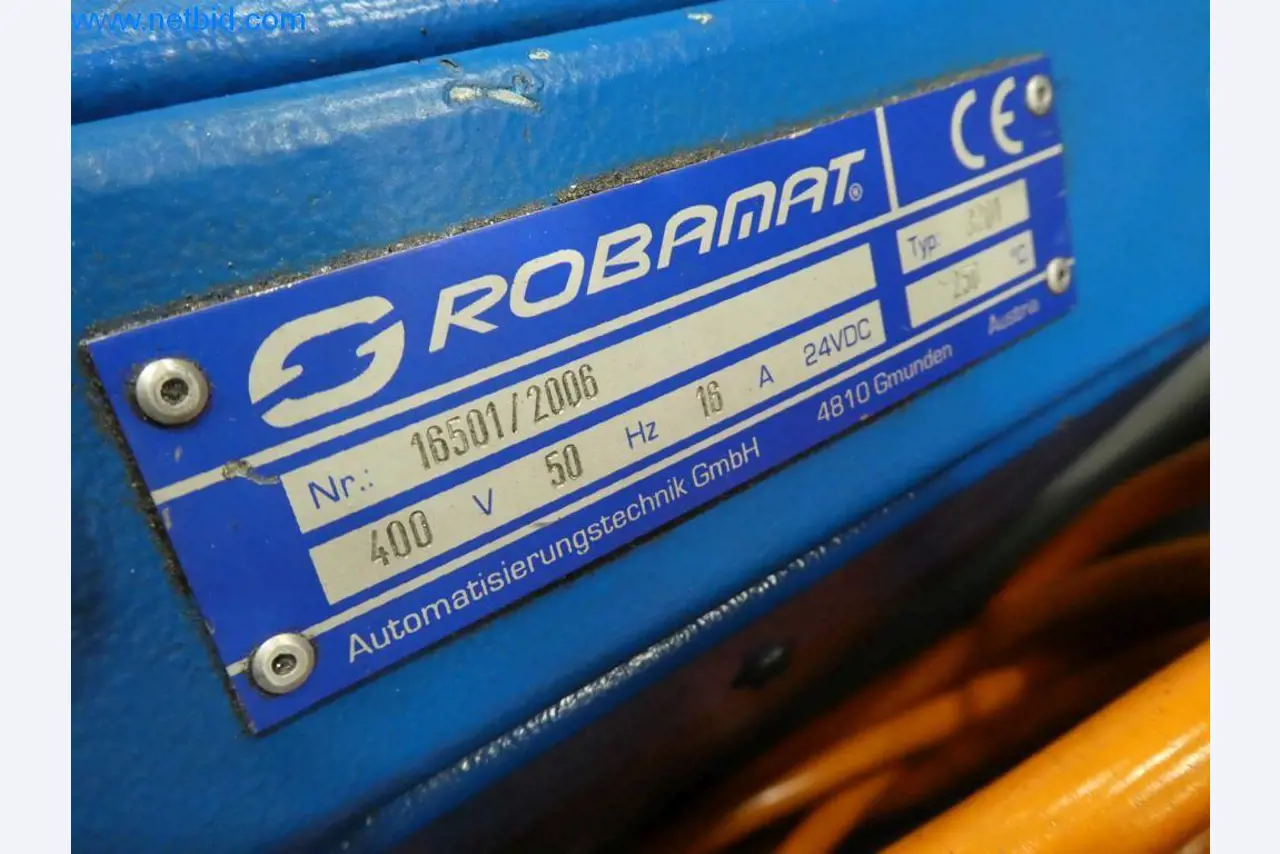 www.netbid.com
ROBAMAT®
CE
Nr.: 16501/2006
Typ:
400 V 50 Hz 16 A 24VDC
250 °C
Automatisierungstechnik GmbH 4810 Gmunden Austria